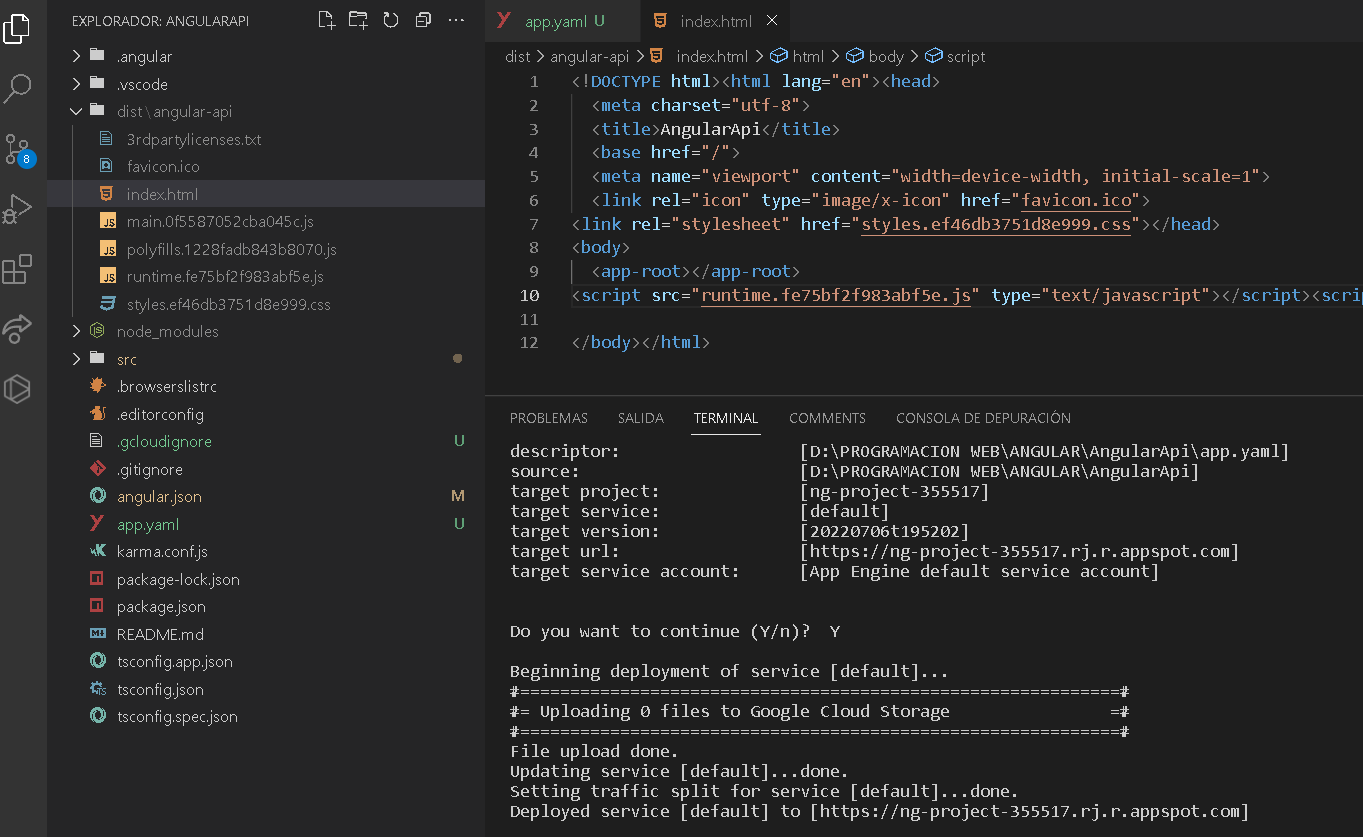 EXPLORADOR: ANGULARAPI
.angular
.vscode
dist\angular-api
3rdpartylicenses.txt
favicon.ico
index.html
main.0f5587052cba045c.js
polyfills.1228fadb843b8070.js
runtime.fe75bf2f983abf5e.js
styles.ef46db3751d8e999.css
node_modules
src
.browserslistrc
.editorconfig
.gcloudignore U
.gitignore
angular.json M
app.yaml U
karma.conf.js
package-lock.json
package.json
README.md
tsconfig.app.json
tsconfig.json
tsconfig.spec.json
8
app.yaml U index.html
dist > angular-api > index.html > html > body > script
1 <!DOCTYPE html><html lang="en"><head>
2 <meta charset="utf-8">
3 <title>AngularApi</title>
4 <base href="/">
5 <meta name="viewport" content="width=device-width, initial-scale=1">
6 <link rel="icon" type="image/x-icon" href="favicon.ico">
7 <link rel="stylesheet" href="styles.ef46db3751d8e999.css"></head>
8 <body>
9 <app-root></app-root>
10 <script src="runtime.fe75bf2f983abf5e.js" type="text/javascript"></script><scri
11
12 </body></html>
PROBLEMAS SALIDA TERMINAL COMMENTS CONSOLA DE DEPURACIÓN
descriptor: [D:\PROGRAMACION WEB\ANGULAR\AngularApi\app.yaml]
source: [D:\PROGRAMACION WEB\ANGULAR\AngularApi]
target project: [ng-project-355517]
target service: [default]
target version: [20220706t195202]
target url: [https://ng-project-355517.rj.r.appspot.com]
target service account: [App Engine default service account]
Do you want to continue (Y/n)? Y
Beginning deployment of service [default]...
#============================================================#
#= Uploading 0 files to Google Cloud Storage =#
#============================================================#
File upload done.
Updating service [default]...done.
Setting traffic split for service [default]...done.
Deployed service [default] to [https://ng-project-355517.rj.r.appspot.com]